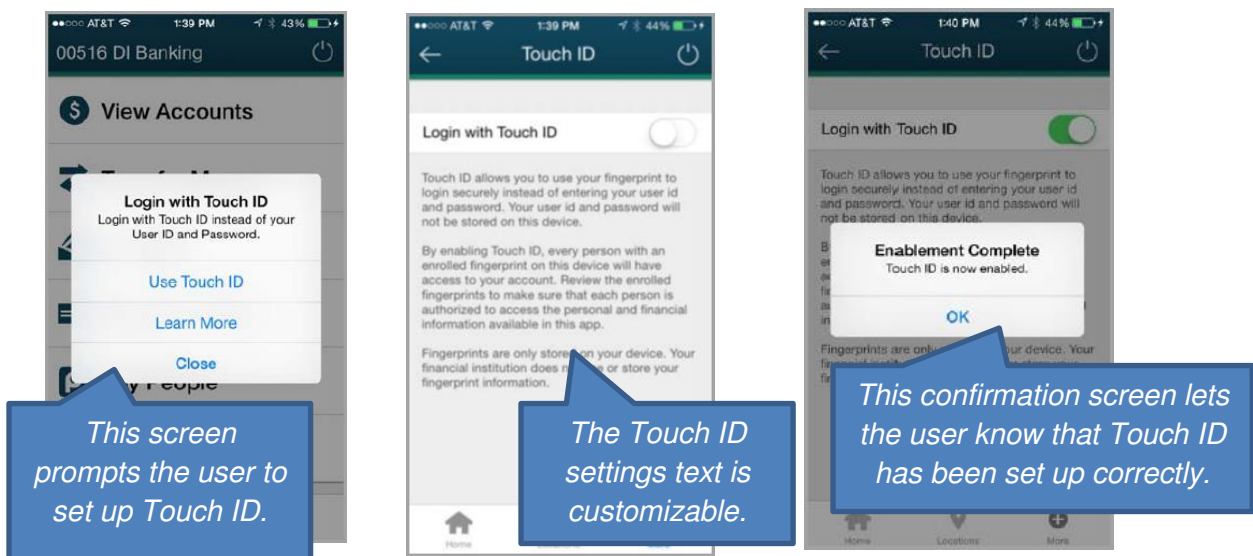 AT&T 1:39 PM 43%
00516 DI Banking
View Accounts
Login with Touch ID
Login with Touch ID instead of your
User ID and Password.
Use Touch ID
Learn More
Close
People
This screen
prompts the user to
set up Touch ID.
AT&T 1:39 PM 44%
Touch ID
Login with Touch ID
Touch ID allows you to use your fingerprint to
login securely instead of entering your user id
and password. Your user id and password will
not be stored on this device.
By enabling Touch ID, every person with an
enrolled fingerprint on this device will have
access to your account. Review the enrolled
fingerprints to make sure that each person is
authorized to access the personal and financial
information available in this app.
Fingerprints are only stored on your device. Your
financial institution does or store your
fingerprint information.
The Touch ID
settings text is
customizable.
Home
AT&T 1:40 PM 44%
Touch ID
Login with Touch ID
Touch ID allows you to use your fingerprint to
login securely instead of entering your user id
and password. Your user id and password will
not be stored on this device.
Enablement Complete
Touch ID is now enabled.
OK
Fingerprints are only your device. Your
This confirmation screen lets
the user know that Touch ID
has been set up correctly.
Home Locations More